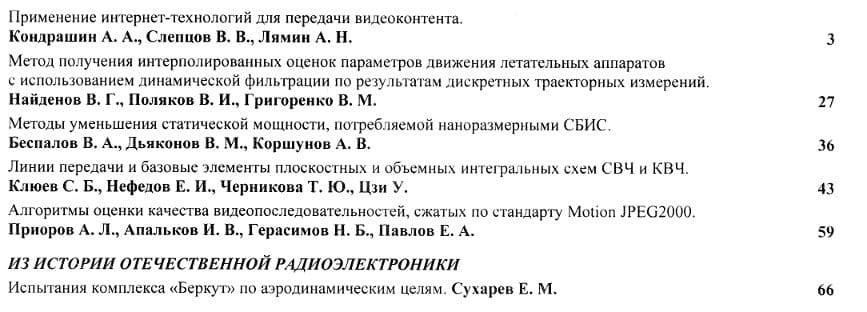 Применение интернет-технологий для передачи видеоконтента.
Кондрашин А. А., Слепцов В. В., Лямин А. Н. 3
Метод получения интерполированных оценок параметров движения летательных аппаратов
с использованием динамической фильтрации по результатам дискретных траекторных измерений.
Найденов В. Г., Поляков В. И., Григоренко В. М. 27
Методы уменьшения статической мощности, потребляемой наноразмерными СБИС.
Беспалов В. А., Дьяконов В. М., Коршунов А. В. 36
Линии передачи и базовые элементы плоскостных и объемных интегральных схем СВЧ и КВЧ.
Клюев С. Б., Нефедов Е. И., Черникова Т. Ю., Цзи У. 43
Алгоритмы оценки качества видеопоследовательностей, сжатых по стандарту Motion JPEG2000.
Приоров А. Л., Апальков И. В., Герасимов Н. Б., Павлов Е. А. 59
ИЗ ИСТОРИИ ОТЕЧЕСТВЕННОЙ РАДИОЭЛЕКТРОНИКИ
Испытания комплекса «Беркут» по аэродинамическим целям. Сухарев Е. М. 66